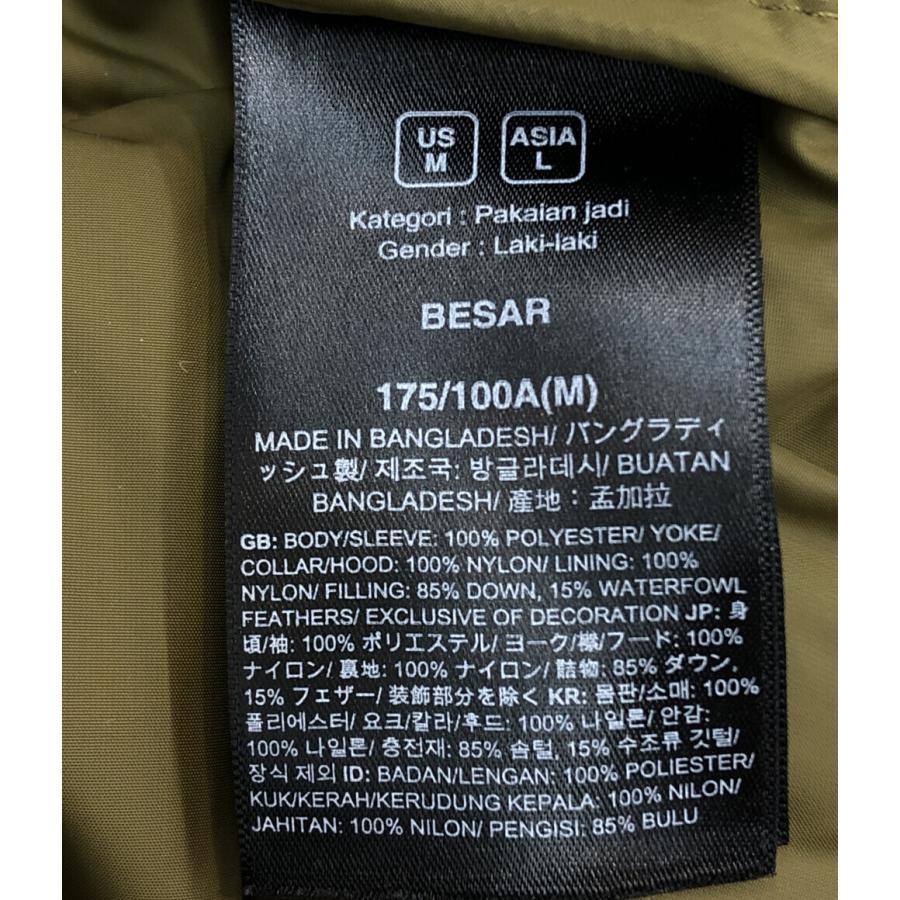 US ASIA
M L
Kategori : Pakaian jadi
Gender : Laki-laki
BESAR
175/100A(M)
MADE IN BANGLADESH/ バングラディ
ッシュ製/ 제조국: 방글라데시/ BUATAN
BANGLADESH/ 產地：孟加拉
GB: BODY/SLEEVE: 100% POLYESTER/ YOKE/
COLLAR/HOOD: 100% NYLON/ LINING: 100%
NYLON/ FILLING: 85% DOWN, 15% WATERFOWL
FEATHERS/ EXCLUSIVE OF DECORATION JP: 身
頃/袖: 100% ポリエステル/ ヨーク/襟/フード: 100%
ナイロン/ 裏地: 100% ナイロン/ 詰物: 85% ダウン,
15% フェザー/ 装飾部分を除く KR: 몸판/소매: 100%
폴리에스터/ 요크/칼라/후드: 100% 나일론/ 안감:
100% 나일론/ 충전재: 85% 솜털, 15% 수조류 깃털/
장식 제외 ID: BADAN/LENGAN: 100% POLIESTER/
KUK/KERAH/KERUDUNG KEPALA: 100% NILON/
JAHITAN: 100% NILON/ PENGISI: 85% BULU